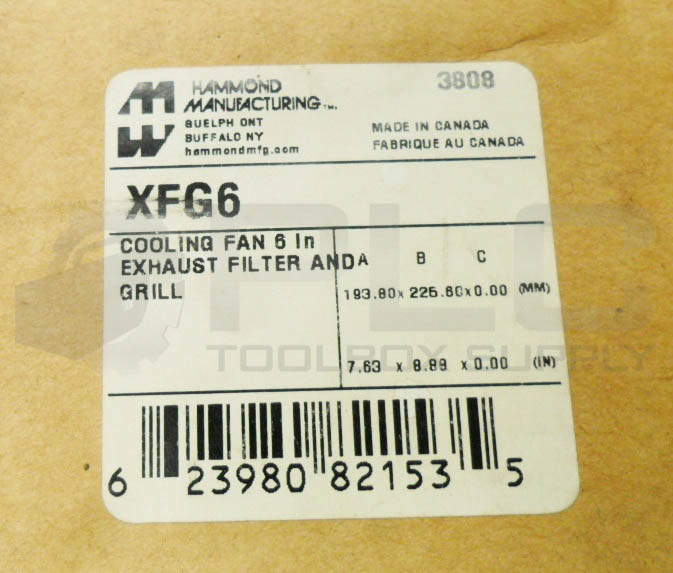 HAMMOND
MANUFACTURING™.
GUELPH ONT
BUFFALO NY
hammondmfg.com
3808
MADE IN CANADA
FABRIQUE AU CANADA
XFG6
COOLING FAN 6 In
EXHAUST FILTER AND
GRILL
A B C
193.80x 225.60x0.00 (MM)
7.63 x 8.89 x 0.00 (IN)
6 23980 82153 5
PLC
TOOLBOX SUPPLY